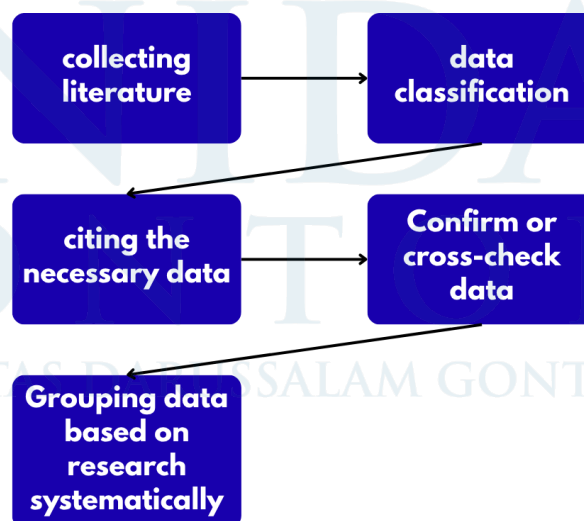 collecting
literature
data
classification
citing the
necessary data
Confirm or
cross-check
data
Grouping data
based on
research
systematically
DARUSSALAM